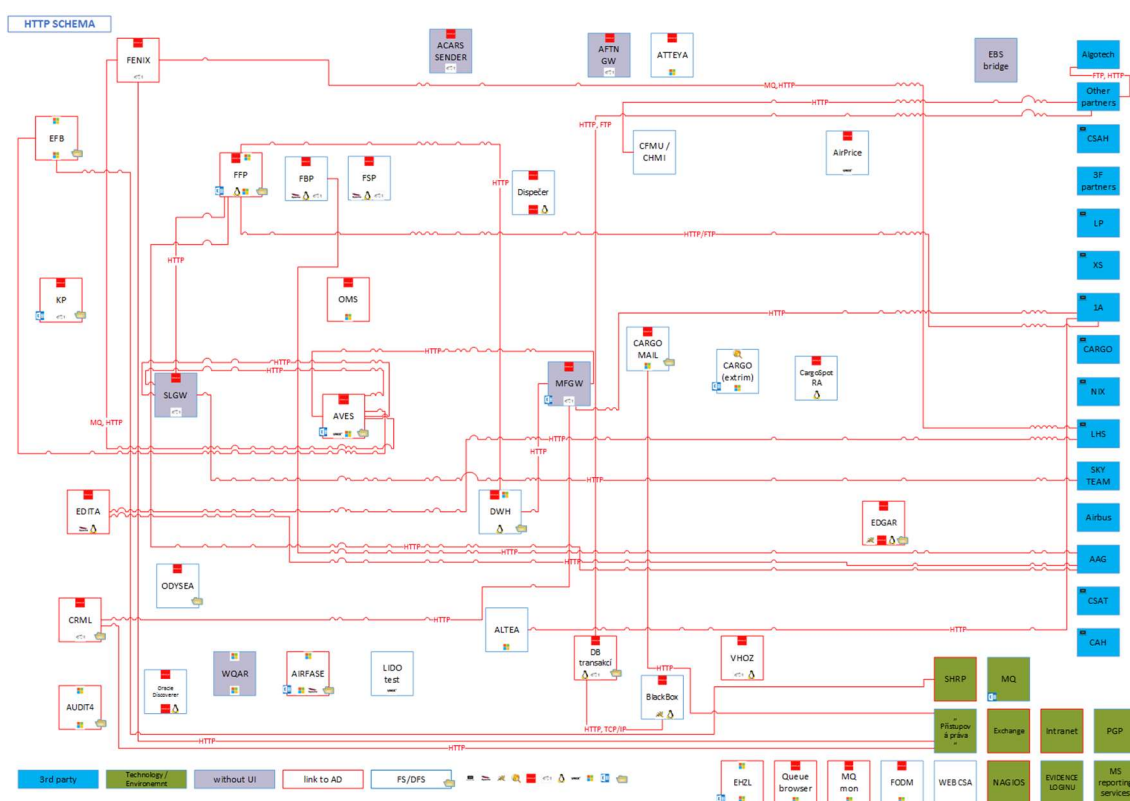 HTTP SCHEMA
FENIX
ACARS
SENDER
AFTN
GW
ATTEYA
EBS
bridge
Algotech
FTP, HTTP
MQ, HTTP
HTTP
Other
partners
EFB
HTTP, FTP
CSAH
FFP
FBP
FSP
CFMU /
CHMI
AirPrice
3F
partners
HTTP
Dispečer
LP
HTTP/FTP
HTTP
XS
KP
OMS
1A
HTTP
CARGO
MAIL
CARGO
(extrim)
CargoSpot
RA
CARGO
HTTP
HTTP
HTTP
SLGW
MFGW
NIX
AVES
MQ, HTTP
LHS
HTTP
HTTP
SKY
TEAM
HTTP
EDITA
DWH
EDGAR
Airbus
HTTP
HTTP
HTTP
AAG
ODYSEA
CSAT
CRML
HTTP
ALTEA
HTTP
CAH
DB
transakcí
VHOZ
HTTP
WQAR
AIRFASE
LIDO
test
SHRP
MQ
Oracle
Discoverer
BlackBox
AUDIT4
HTTP, TCP/IP
"
Přístupov
á práva
"
Exchange
Intranet
PGP
HTTP
HTTP
3rd party
Technology /
Environemnt
without UI
link to AD
FS/DFS
EHZL
Queue
browser
MQ
mon
FODM
WEB CSA
NAGIOS
EVIDENCE
LOGINU
MS
reporting
services